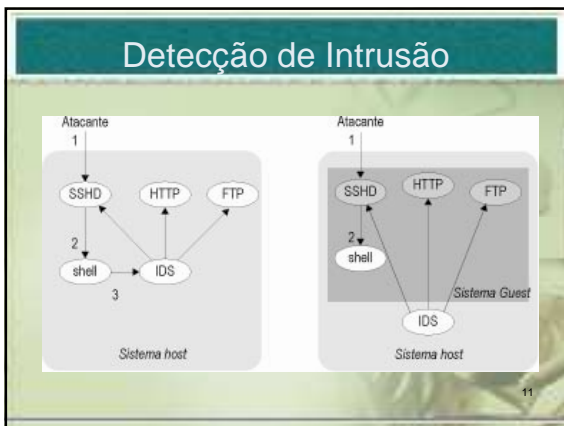 Detecção de Intrusão
Atacante
1
SSHD
HTTP
FTP
2
shell
IDS
3
Sistema host
Atacante
1
SSHD
HTTP
FTP
2
shell
Sistema Guest
IDS
Sistema host
11